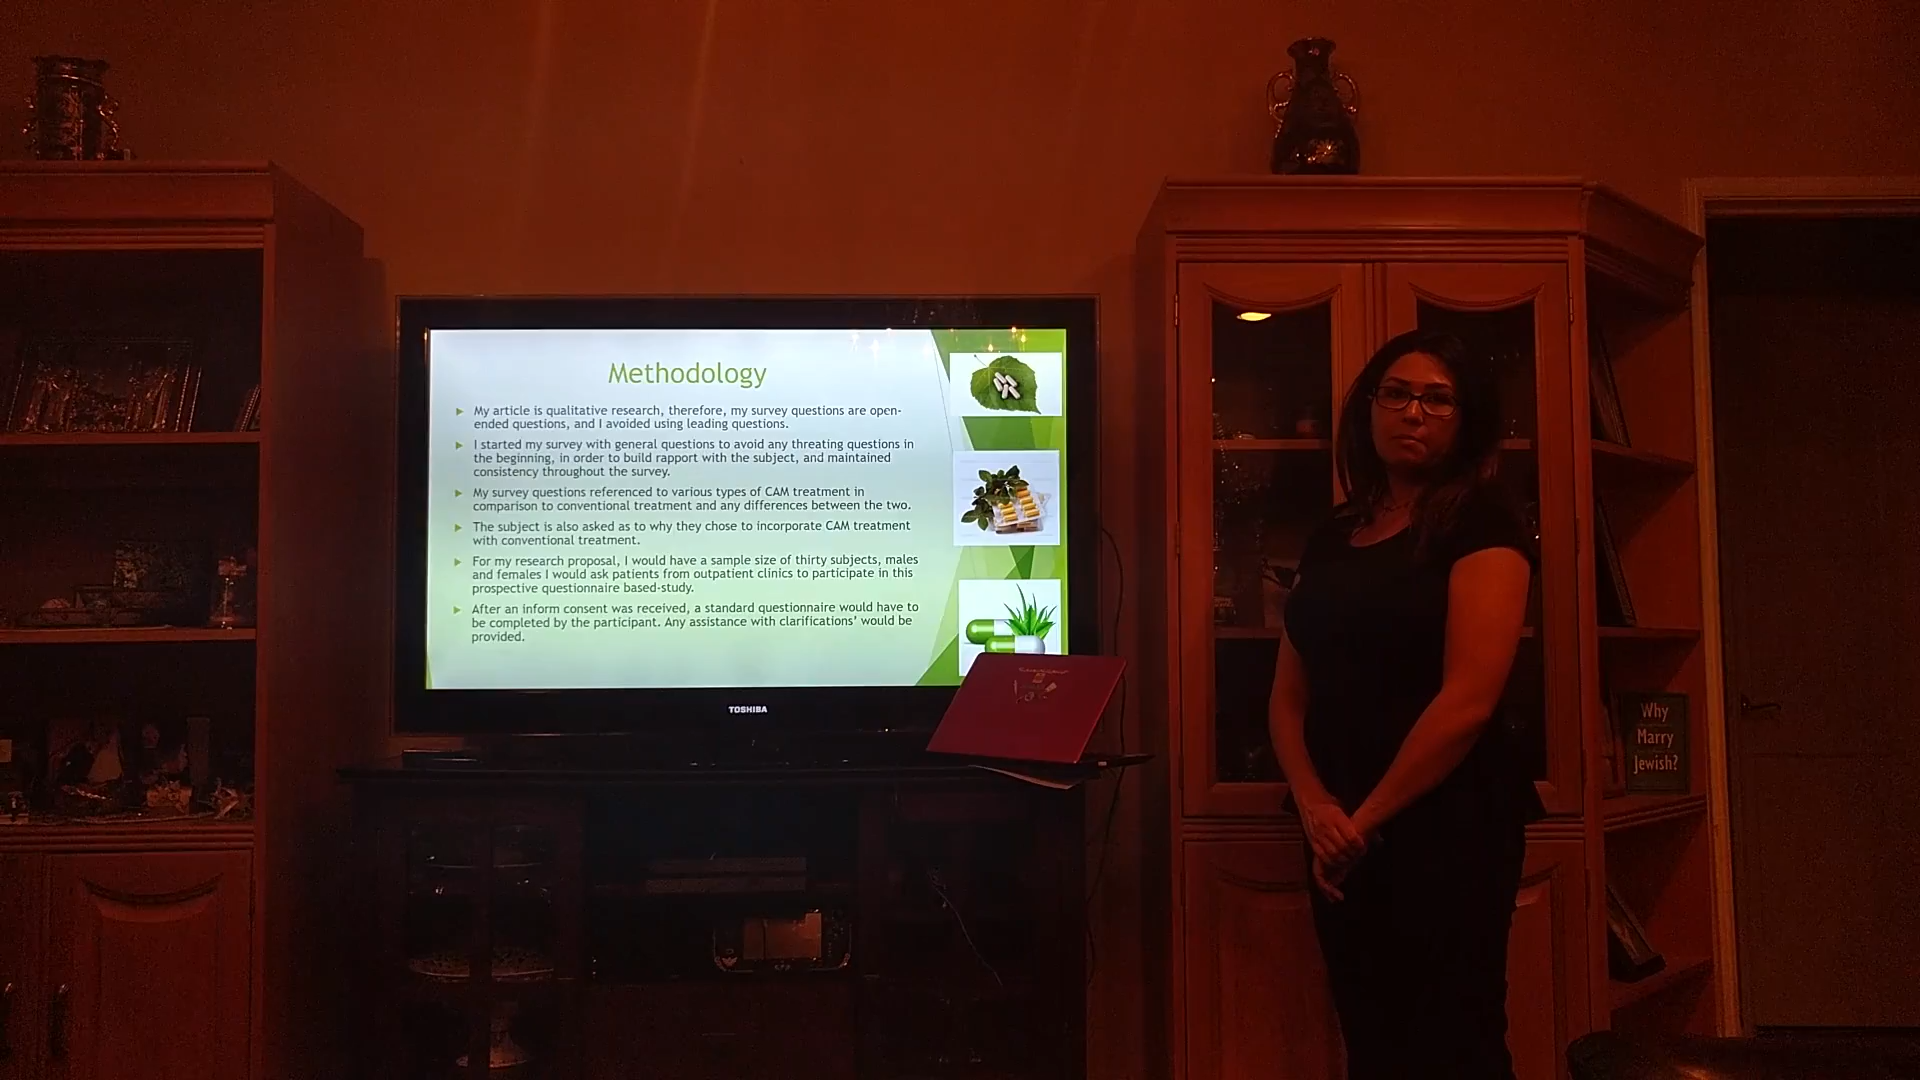 Methodology
My article is qualitative research, therefore, my survey questions are open-
ended questions, and I avoided using leading questions.
I started my survey with general questions to avoid any threating questions in
the beginning, in order to build rapport with the subject, and maintained
consistency throughout the survey.
My survey questions referenced to various types of CAM treatment in
comparison to conventional treatment and any differences between the two.
The subject is also asked as to why they chose to incorporate CAM treatment
with conventional treatment.
For my research proposal, I would have a sample size of thirty subjects, males
and females I would ask patients from outpatient clinics to participate in this
prospective questionnaire based-study.
After an inform consent was received, a standard questionnaire would have to
be completed by the participant. Any assistance with clarifications’ would be
provided.
TOSHIBA
Why
Marry
Jewish?